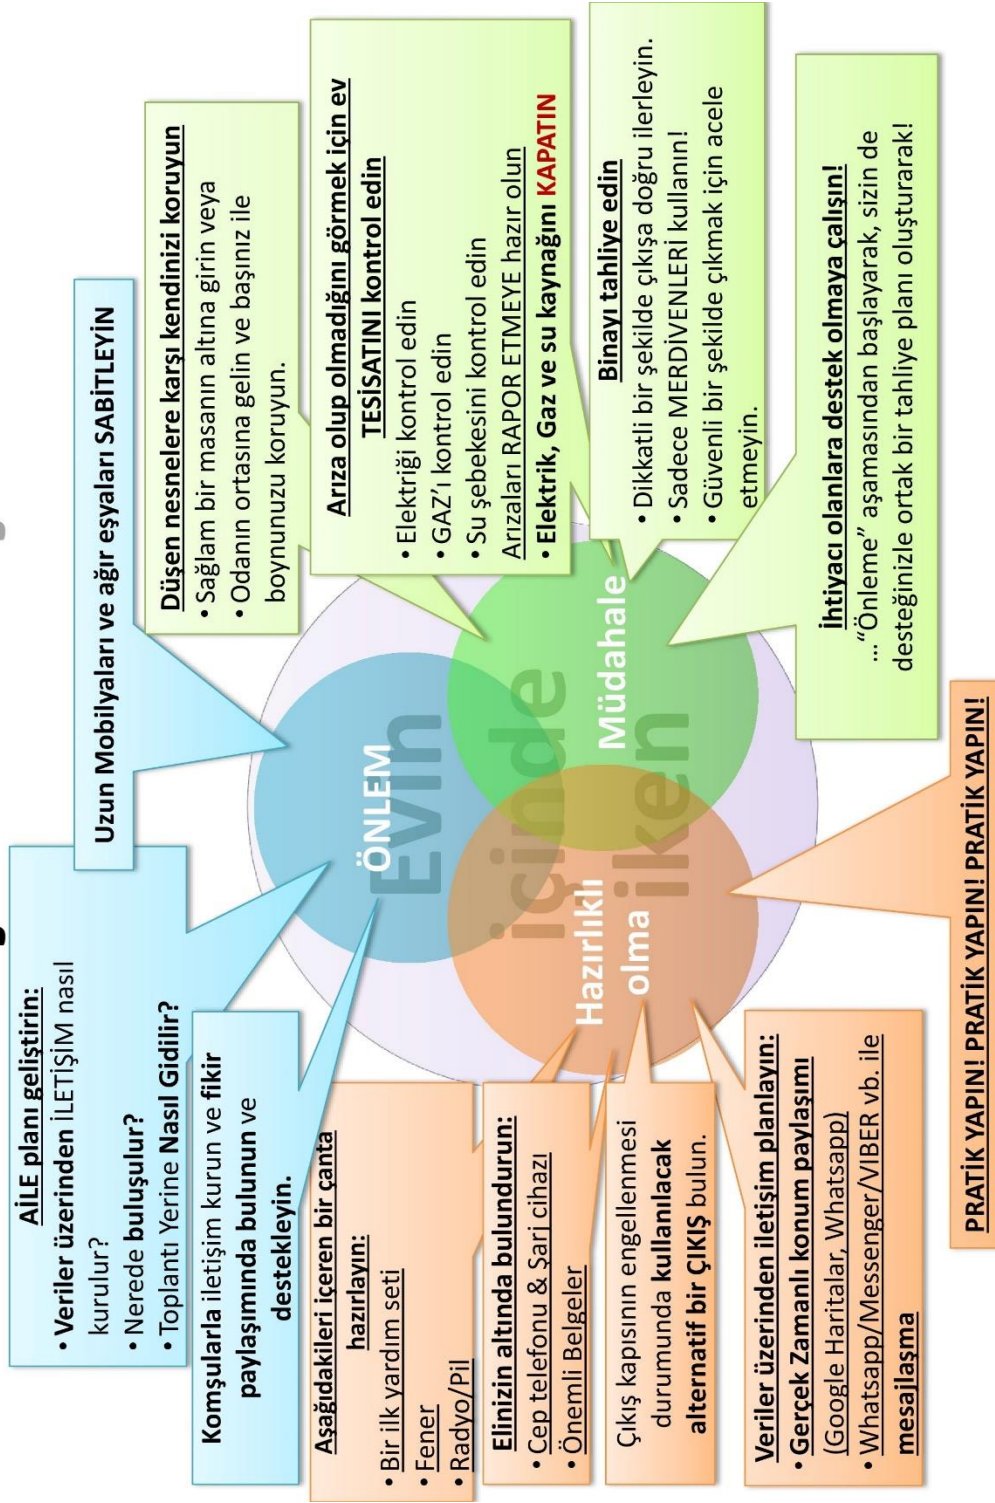 AİLE planı geliştirin:
• Veriler üzerinden İLETİŞİM nasıl
kurulur?
• Nerede buluşulur?
• Toplantı Yerine Nasıl Gidilir?
Uzun Mobilyaları ve ağır eşyaları SABİTLEYİN
Komşularla iletişim kurun ve fikir
paylaşımında bulunun ve
destekleyin.
Düşen nesnelere karşı kendinizi koruyun
• Sağlam bir masanın altına girin veya
• Odanın ortasına gelin ve başınız ile
boynunuzu koruyun.
Aşağıdakileri içeren bir çanta
hazırlayın:
• Bir ilk yardım seti
• Fener
• Radyo/Pil
Elinizin altında bulundurun:
• Cep telefonu & Şarj cihazı
• Önemli Belgeler
Çıkış kapısının engellenmesi
durumunda kullanılacak
alternatif bir ÇIKIŞ bulun.
Veriler üzerinden iletişim planlayın:
• Gerçek Zamanlı konum paylaşımı
(Google Haritalar, Whatsapp)
• Whatsapp/Messenger/VIBER vb. ile
mesajlaşma
PRATİK YAPIN! PRATİK YAPIN! PRATİK YAPIN!
ÖNLEM
Evin
içinde
iken
Hazırlıklı
olma
Müdahale
Arıza olup olmadığını görmek için ev
TESİSATINI kontrol edin
• Elektriği kontrol edin
• GAZ’ı kontrol edin
• Su şebekesini kontrol edin
Arızaları RAPOR ETMEYE hazır olun
• Elektrik, Gaz ve su kaynağını KAPATIN
Binayı tahliye edin
• Dikkatli bir şekilde çıkışa doğru ilerleyin.
• Sadece MERDİVENLERİ kullanın!
• Güvenli bir şekilde çıkmak için acele
etmeyin.
İhtiyacı olanlara destek olmaya çalışın!
...“Önleme” aşamasından başlayarak, sizin de
desteğinizle ortak bir tahliye planı oluşturarak!